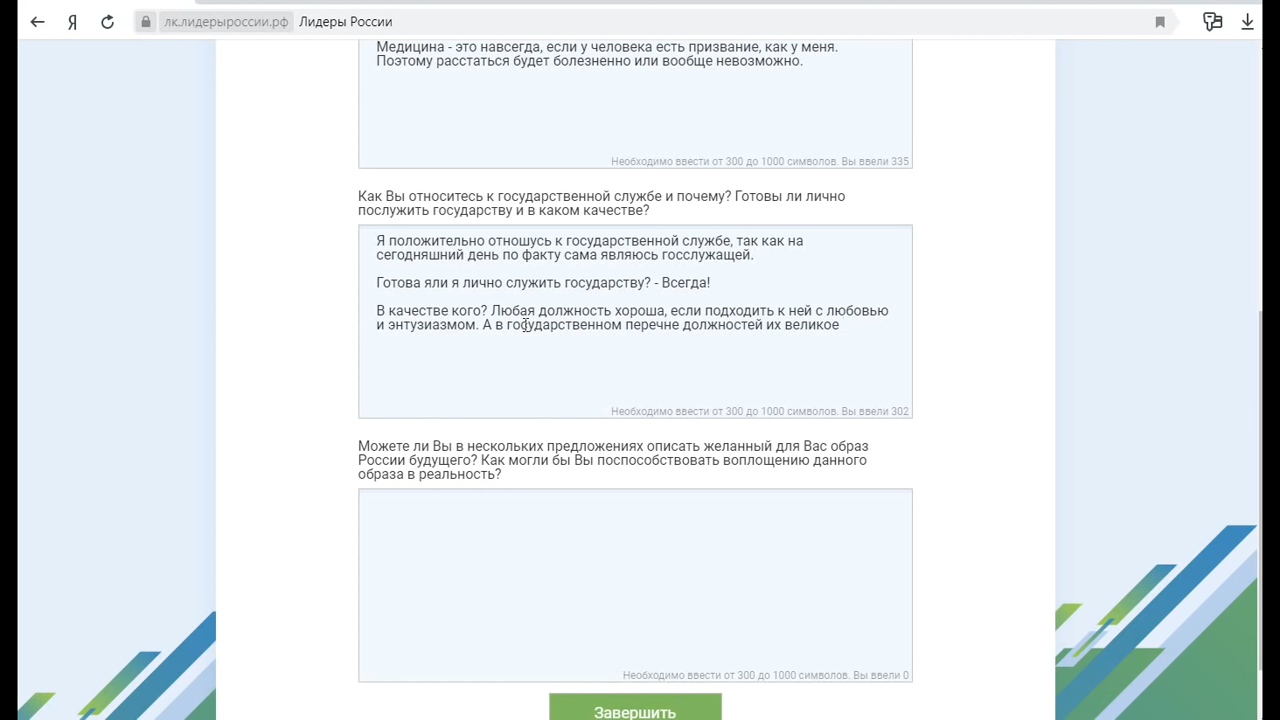 Я
лк.лидерыроссии.рф Лидеры России
Медицина - это навсегда, если у человека есть призвание, как у меня.
Поэтому расстаться будет болезненно или вообще невозможно.
Необходимо ввести от 300 до 1000 символов. Вы ввели 335
Как Вы относитесь к государственной службе и почему? Готовы ли лично
послужить государству и в каком качестве?
Я положительно отношусь к государственной службе, так как на
сегодняшний день по факту сама являюсь госслужащей.
Готова яли я лично служить государству? - Всегда!
В качестве кого? Любая должность хороша, если подходить к ней с любовью
и энтузиазмом. А в государственном перечне должностей их великое
Необходимо ввести от 300 до 1000 символов. Вы ввели 302
Можете ли Вы в нескольких предложениях описать желанный для Вас образ
России будущего? Как могли бы Вы поспособствовать воплощению данного
образа в реальность?
Необходимо ввести от 300 до 1000 символов. Вы ввели 0
Завершить